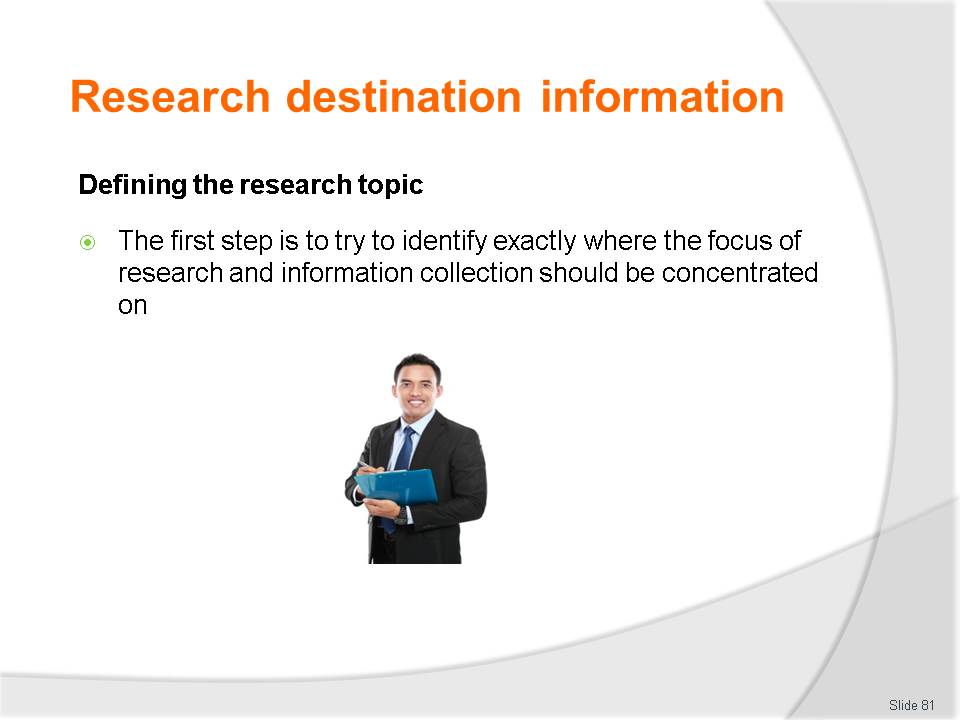 Research destination information
Defining the research topic
The first step is to try to identify exactly where the focus of
research and information collection should be concentrated
on
Slide 81